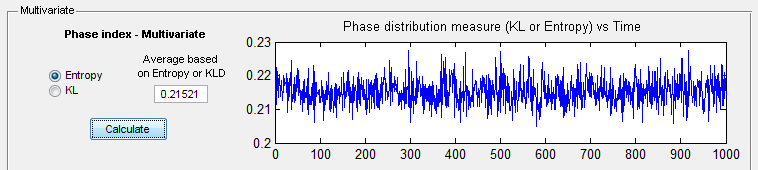 Multivariate
Phase index - Multivariate
Entropy
KL
Average based
on Entropy or KLD
0.21521
Calculate
Phase distribution measure (KL or Entropy) vs Time
0.23
0.22
0.21
0.2
0 100 200 300 400 500 600 700 800 900 1000